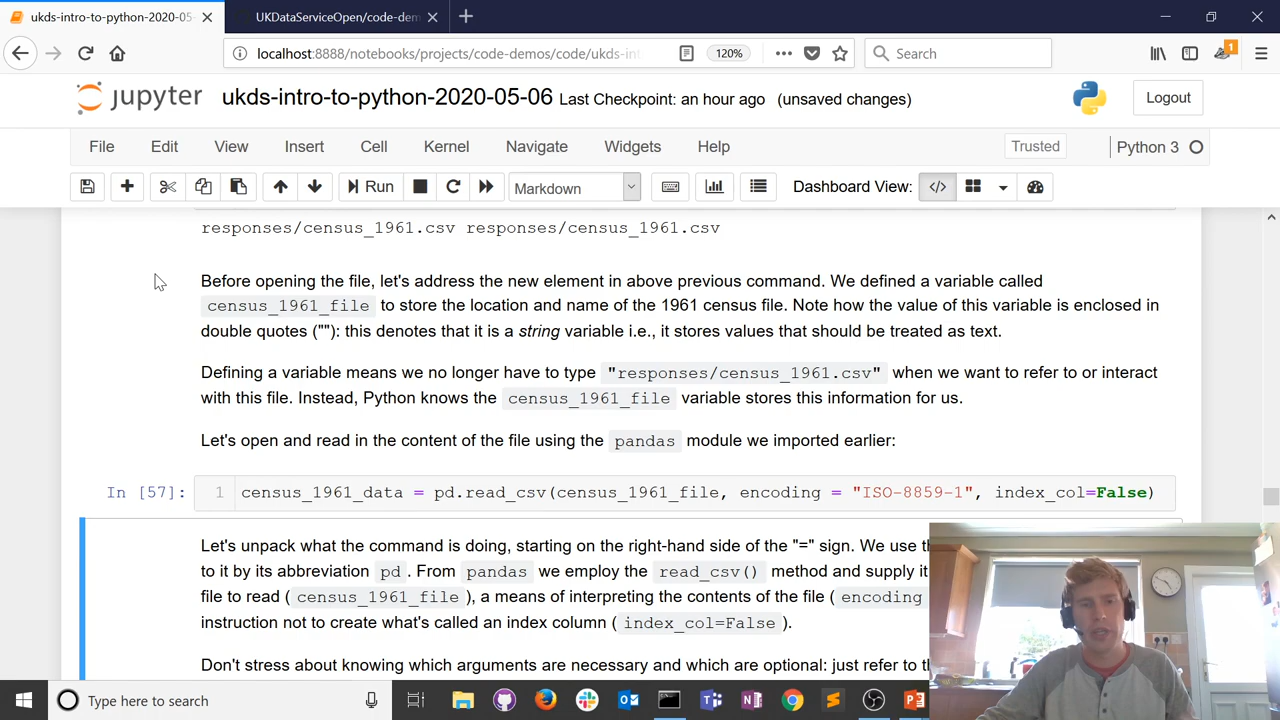 ukds-intro-to-python-2020-05-
UKDataServiceOpen/code-dem
localhost:8888/notebooks/projects/code-demos/code/ukds-int
120%
Search
1
jupyter
ukds-intro-to-python-2020-05-06 Last Checkpoint: an hour ago (unsaved changes)
Logout
File Edit View Insert Cell Kernel Navigate Widgets Help
Trusted
Python 3
Run
Markdown
Dashboard View:
responses/census_1961.csv responses/census_1961.csv
Before opening the file, let's address the new element in above previous command. We defined a variable called
census_1961_file to store the location and name of the 1961 census file. Note how the value of this variable is enclosed in
double quotes (""): this denotes that it is a string variable i.e., it stores values that should be treated as text.
Defining a variable means we no longer have to type "responses/census_1961.csv" when we want to refer to or interact
with this file. Instead, Python knows the census_1961_file variable stores this information for us.
Let's open and read in the content of the file using the pandas module we imported earlier:
In [57]:
1 census_1961_data = pd.read_csv(census_1961_file, encoding = "ISO-8859-1", index_col=False)
Let's unpack what the command is doing, starting on the right-hand side of the "=" sign. We use t
to it by its abbreviation pd . From pandas we employ the read_csv() method and supply it
file to read ( census_1961_file ), a means of interpreting the contents of the file ( encoding
instruction not to create what's called an index column ( index_col=False ).
Don't stress about knowing which arguments are necessary and which are optional: just refer to th
Type here to search